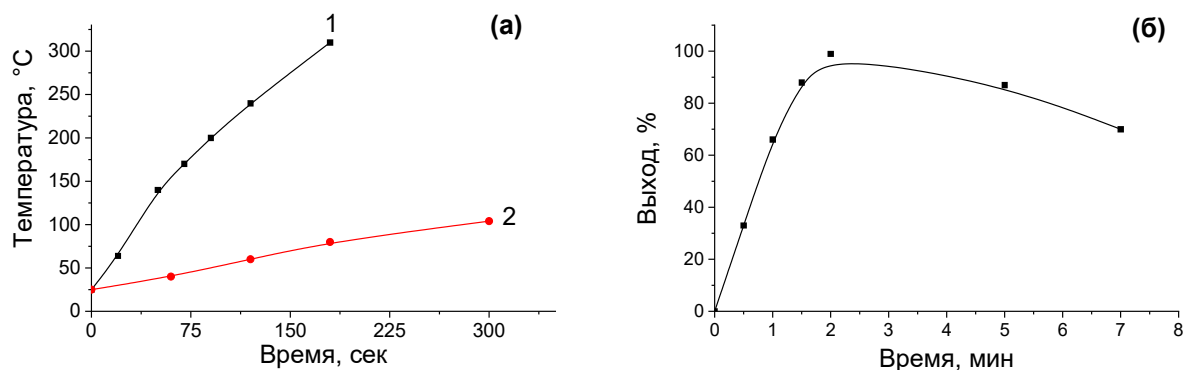 (а)
1
2
Температура, °C
300
250
200
150
100
50
0
0 75 150 225 300
Время, сек
(б)
Выход, %
100
80
60
40
20
0
0 1 2 3 4 5 6 7 8
Время, мин